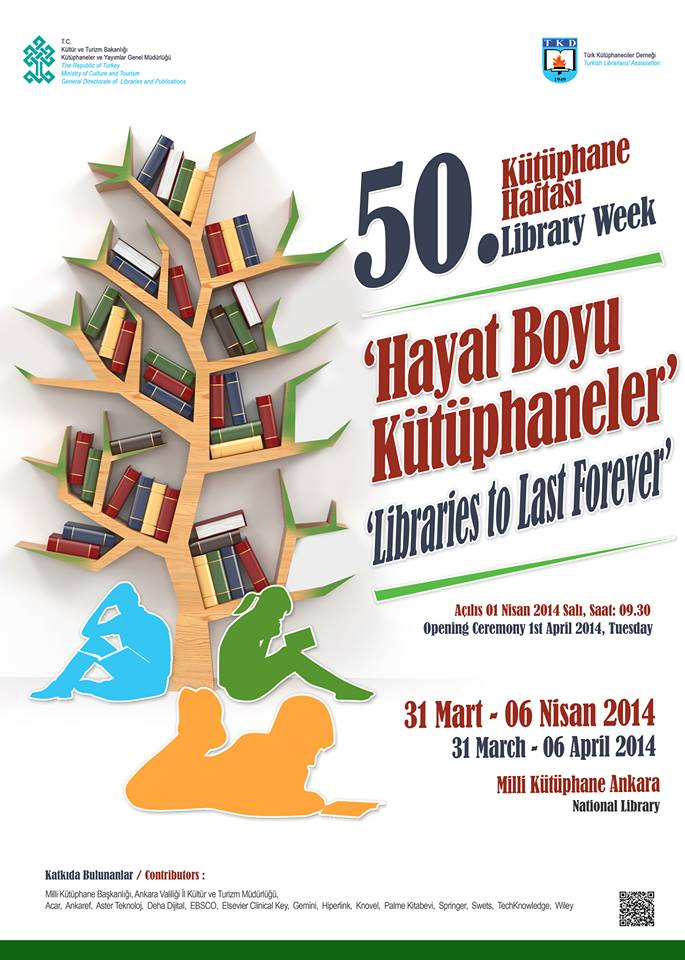 T.C.
Kültür ve Turizm Bakanlığı
Kütüphaneler ve Yayımlar Genel Müdürlüğü
The Republic of Turkey
Ministry of Culture and Tourism
General Directorate of Libraries and Publications
TKD
1949
Türk Kütüphaneciler Derneği
Turkish Librarians' Association
50.
Kütüphane
Haftası
Library Week
‘Hayat Boyu
Kütüphaneler’
‘Libraries to Last Forever’
Açılıs 01 Nisan 2014 Salı, Saat: 09.30
Opening Ceremony 1st April 2014, Tuesday
31 Mart - 06 Nisan 2014
31 March - 06 April 2014
Milli Kütüphane Ankara
National Library
Katkıda Bulunanlar / Contributors :
Milli Kütüphane Başkanlığı, Ankara Valiliği İl Kültür ve Turizm Müdürlüğü,
Acar, Ankaref, Aster Teknoloj, Deha Dijital, EBSCO, Elsevier Clinical Key, Gemini, Hiperlink, Knovel, Palme Kitabevi, Springer, Swets, TechKnowledge, Wiley